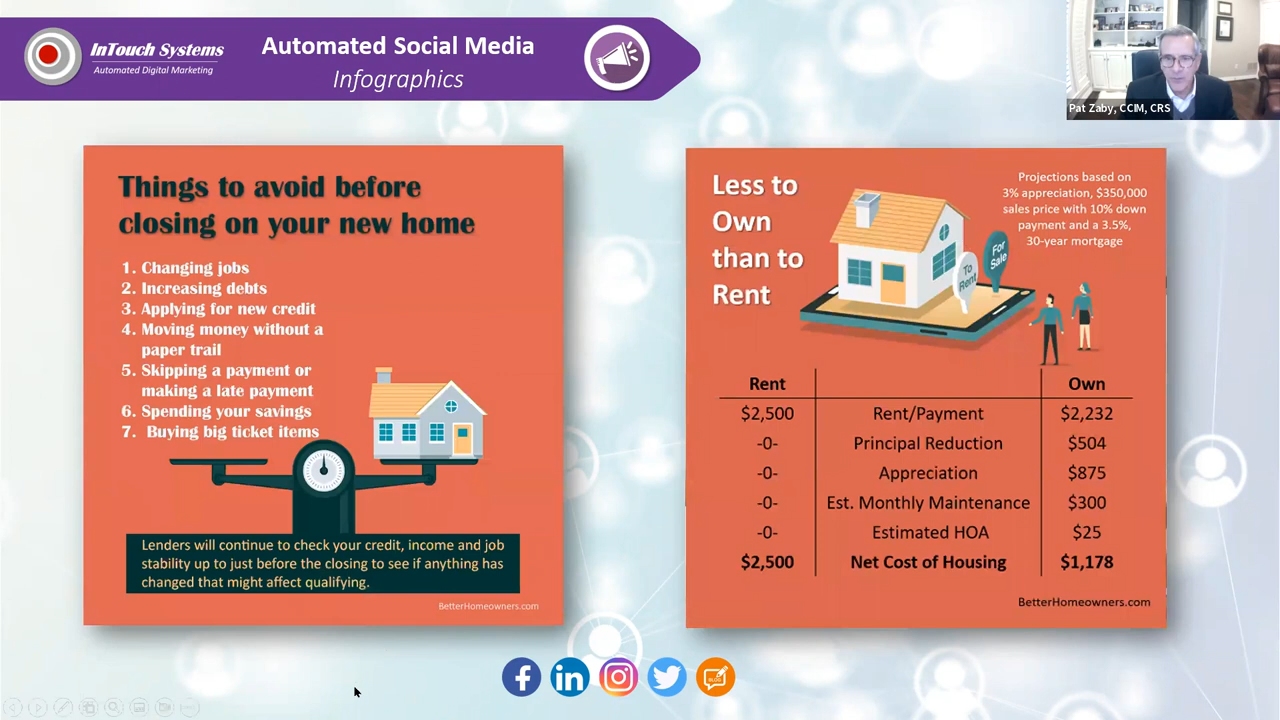 InTouch Systems
Automated Digital Marketing
Automated Social Media
Infographics
Pat Zaby, CCIM, CRS
Things to avoid before
closing on your new home
1. Changing jobs
2. Increasing debts
3. Applying for new credit
4. Moving money without a
paper trail
5. Skipping a payment or
making a late payment
6. Spending your savings
7. Buying big ticket items
Lenders will continue to check your credit, income and job
stability up to just before the closing to see if anything has
changed that might affect qualifying.
BetterHomeowners.com
Less to
Own
than to
Rent
Projections based on
3% appreciation, $350,000
sales price with 10% down
payment and a 3.5%,
30-year mortgage
To
Rent
For
Sale
Rent Own
$2,500 Rent/Payment $2,232
-0- Principal Reduction $504
-0- Appreciation $875
-0- Est. Monthly Maintenance $300
-0- Estimated HOA $25
$2,500 Net Cost of Housing $1,178
BetterHomeowners.com
f
in
BLOG